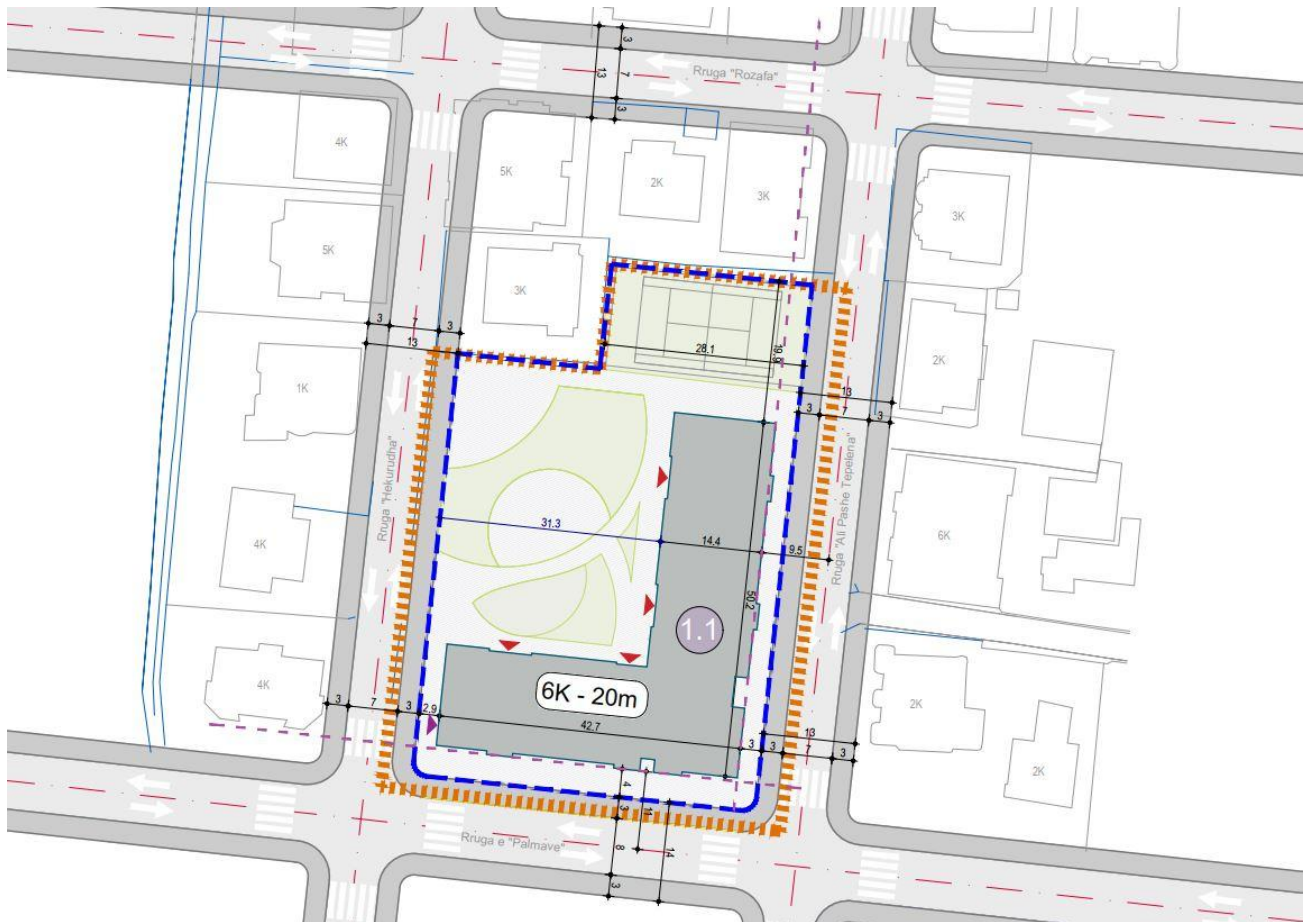 3
7
3
13
Rruga "Rozafa"
4K
5K
2K
3K
5K
3K
3K
2K
28.1
19.9
3
7
3
13
13
3
7
3
1K
Rruga "Hekurudha"
31.3
14.4
9.5
Rruga "Ali Pashe Tepelena"
6K
4K
50.2
1.1
4K
6K - 20m
3
7
3
2.9
42.7
3
3
7
3
13
2K
2K
4
3
11
14
8
3
Rruga e "Palmave"